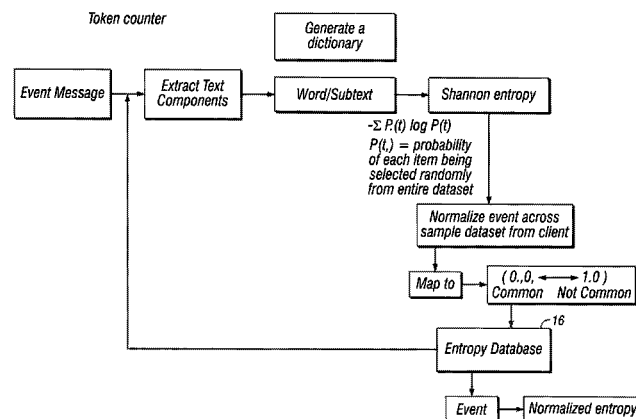 Token counter
Generate a
dictionary
Event Message
Extract Text
Components
Word/Subtext
Shannon entropy
-Σ P.(t) log P(t)
P(t,) = probability
of each item being
selected randomly
from entire dataset
Normalize event across
sample dataset from client
Map to
( 0.,0, ⟷ 1.0 )
Common Not Common
16
Entropy Database
Event
Normalized entropy